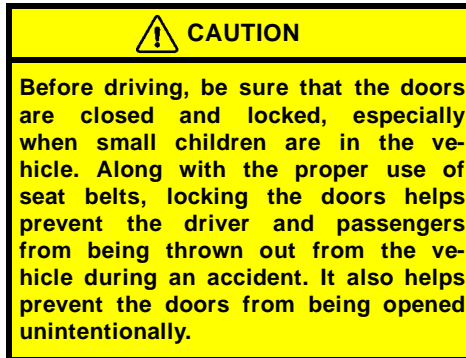 CAUTION
Before driving, be sure that the doors
are closed and locked, especially
when small children are in the ve-
hicle. Along with the proper use of
seat belts, locking the doors helps
prevent the driver and passengers
from being thrown out from the ve-
hicle during an accident. It also helps
prevent the doors from being opened
unintentionally.